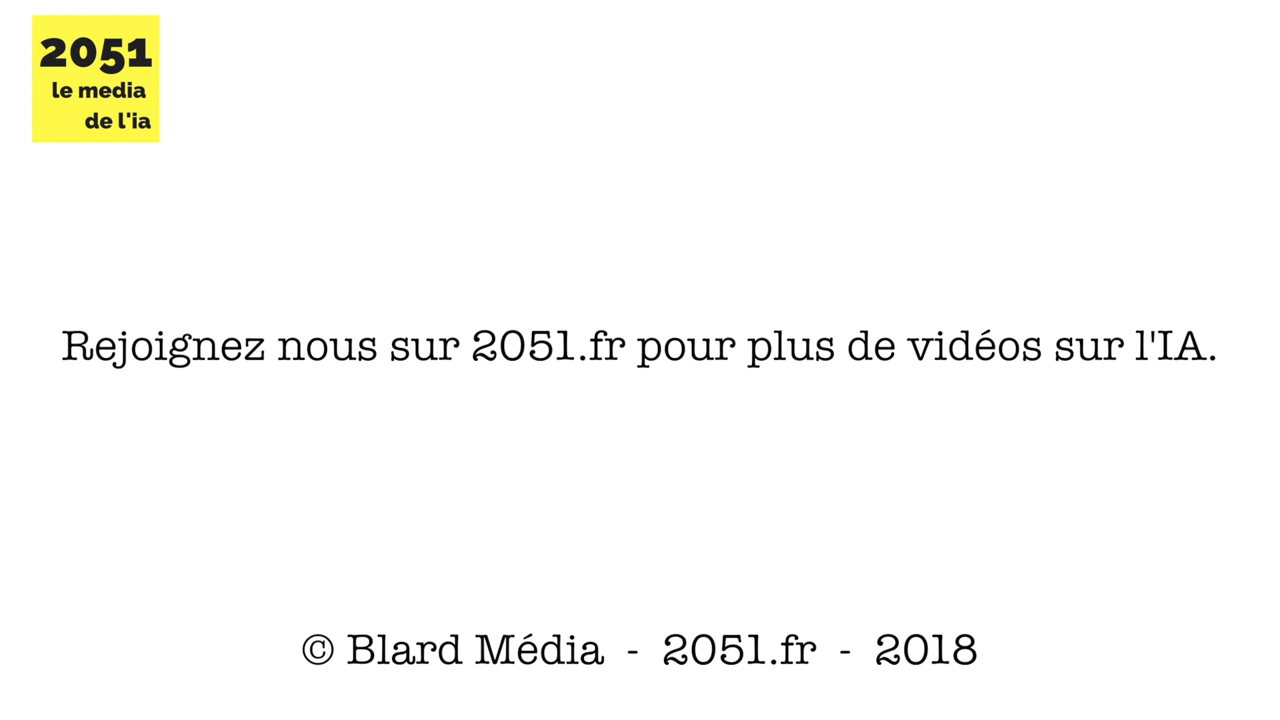 2051
le media
de l'ia
Rejoignez nous sur 2051.fr pour plus de vidéos sur l'IA.
© Blard Média - 2051.fr - 2018